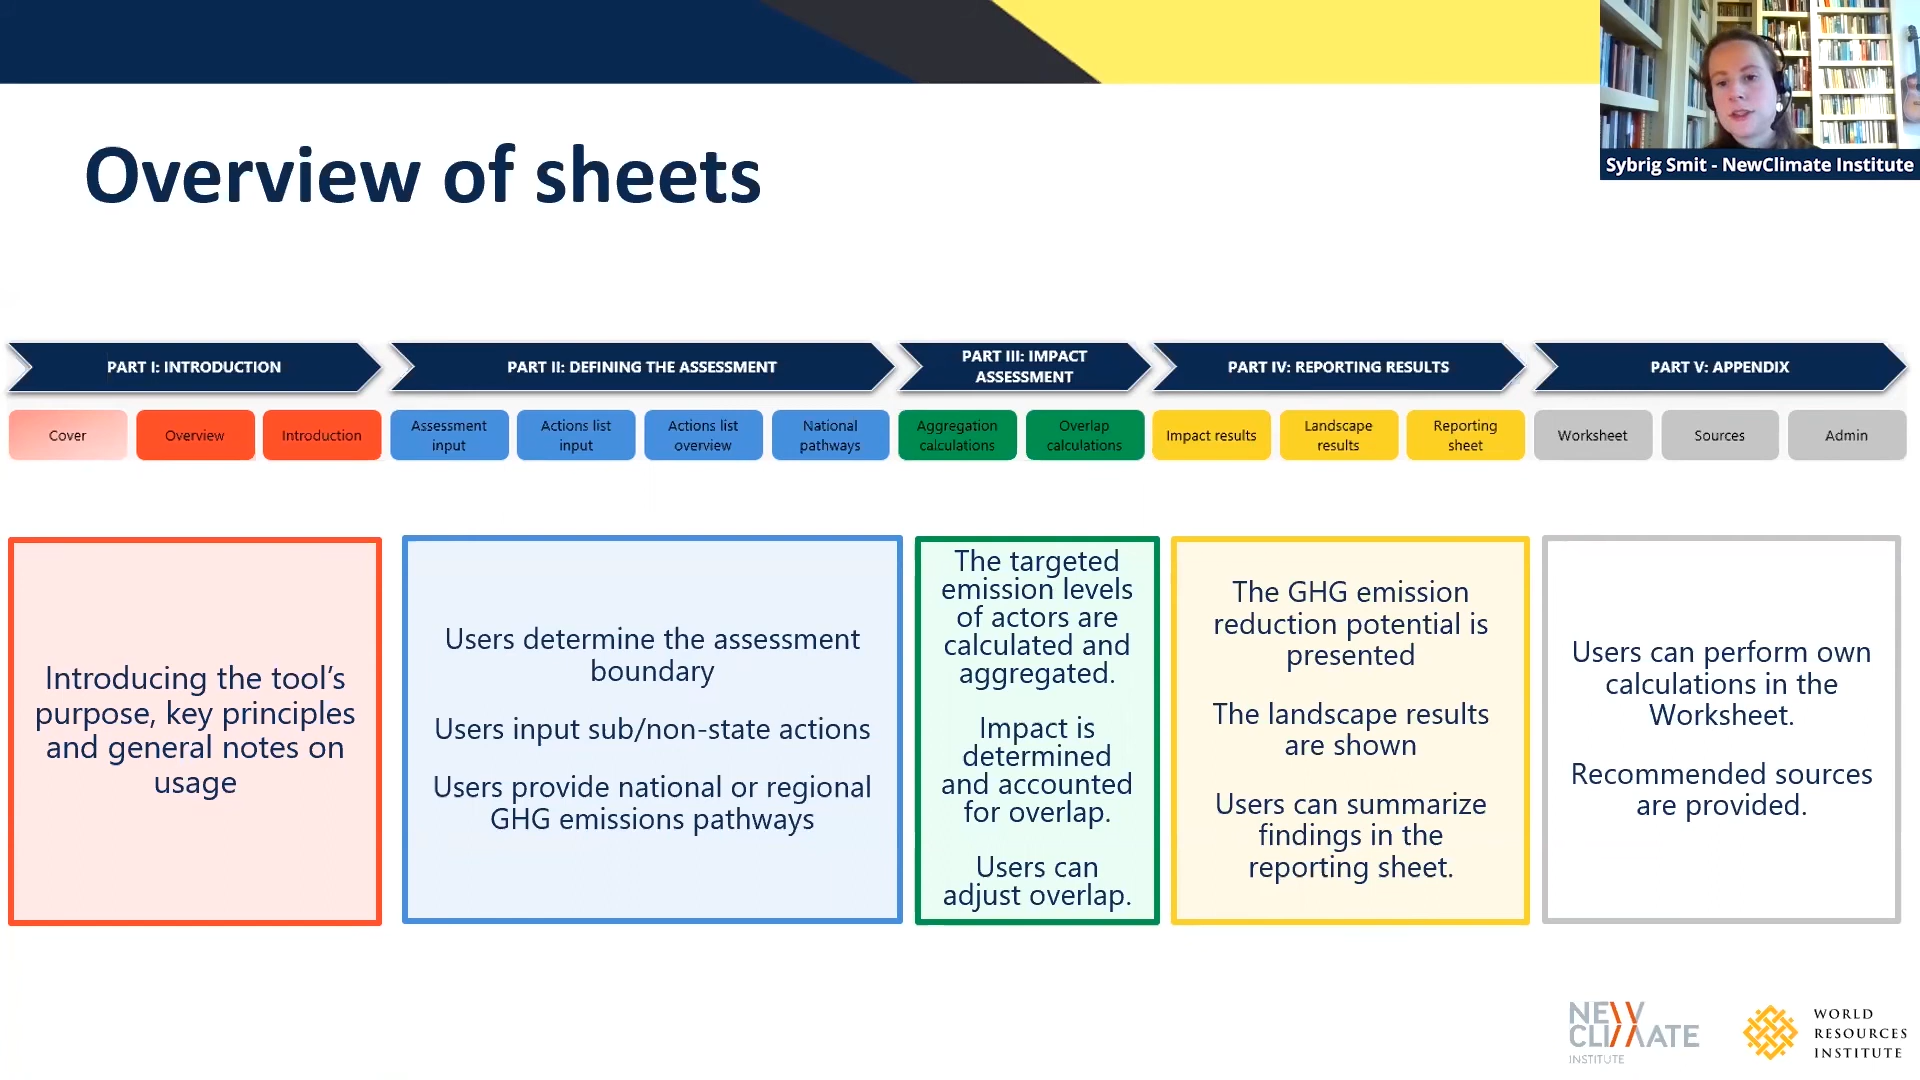 Sybrig Smit - NewClimate Institute
Overview of sheets
PART I: INTRODUCTION
PART II: DEFINING THE ASSESSMENT
PART III: IMPACT
ASSESSMENT
PART IV: REPORTING RESULTS
PART V: APPENDIX
Cover
Overview
Introduction
Assessment
input
Actions list
input
Actions list
overview
National
pathways
Aggregation
calculations
Overlap
calculations
Impact results
Landscape
results
Reporting
sheet
Worksheet
Sources
Admin
Introducing the tool’s
purpose, key principles
and general notes on
usage
Users determine the assessment
boundary
Users input sub/non-state actions
Users provide national or regional
GHG emissions pathways
The targeted
emission levels
of actors are
calculated and
aggregated.
Impact is
determined
and accounted
for overlap.
Users can
adjust overlap.
The GHG emission
reduction potential is
presented
The landscape results
are shown
Users can summarize
findings in the
reporting sheet.
Users can perform own
calculations in the
Worksheet.
Recommended sources
are provided.
NEW
CLIMATE
INSTITUTE
WORLD
RESOURCES
INSTITUTE